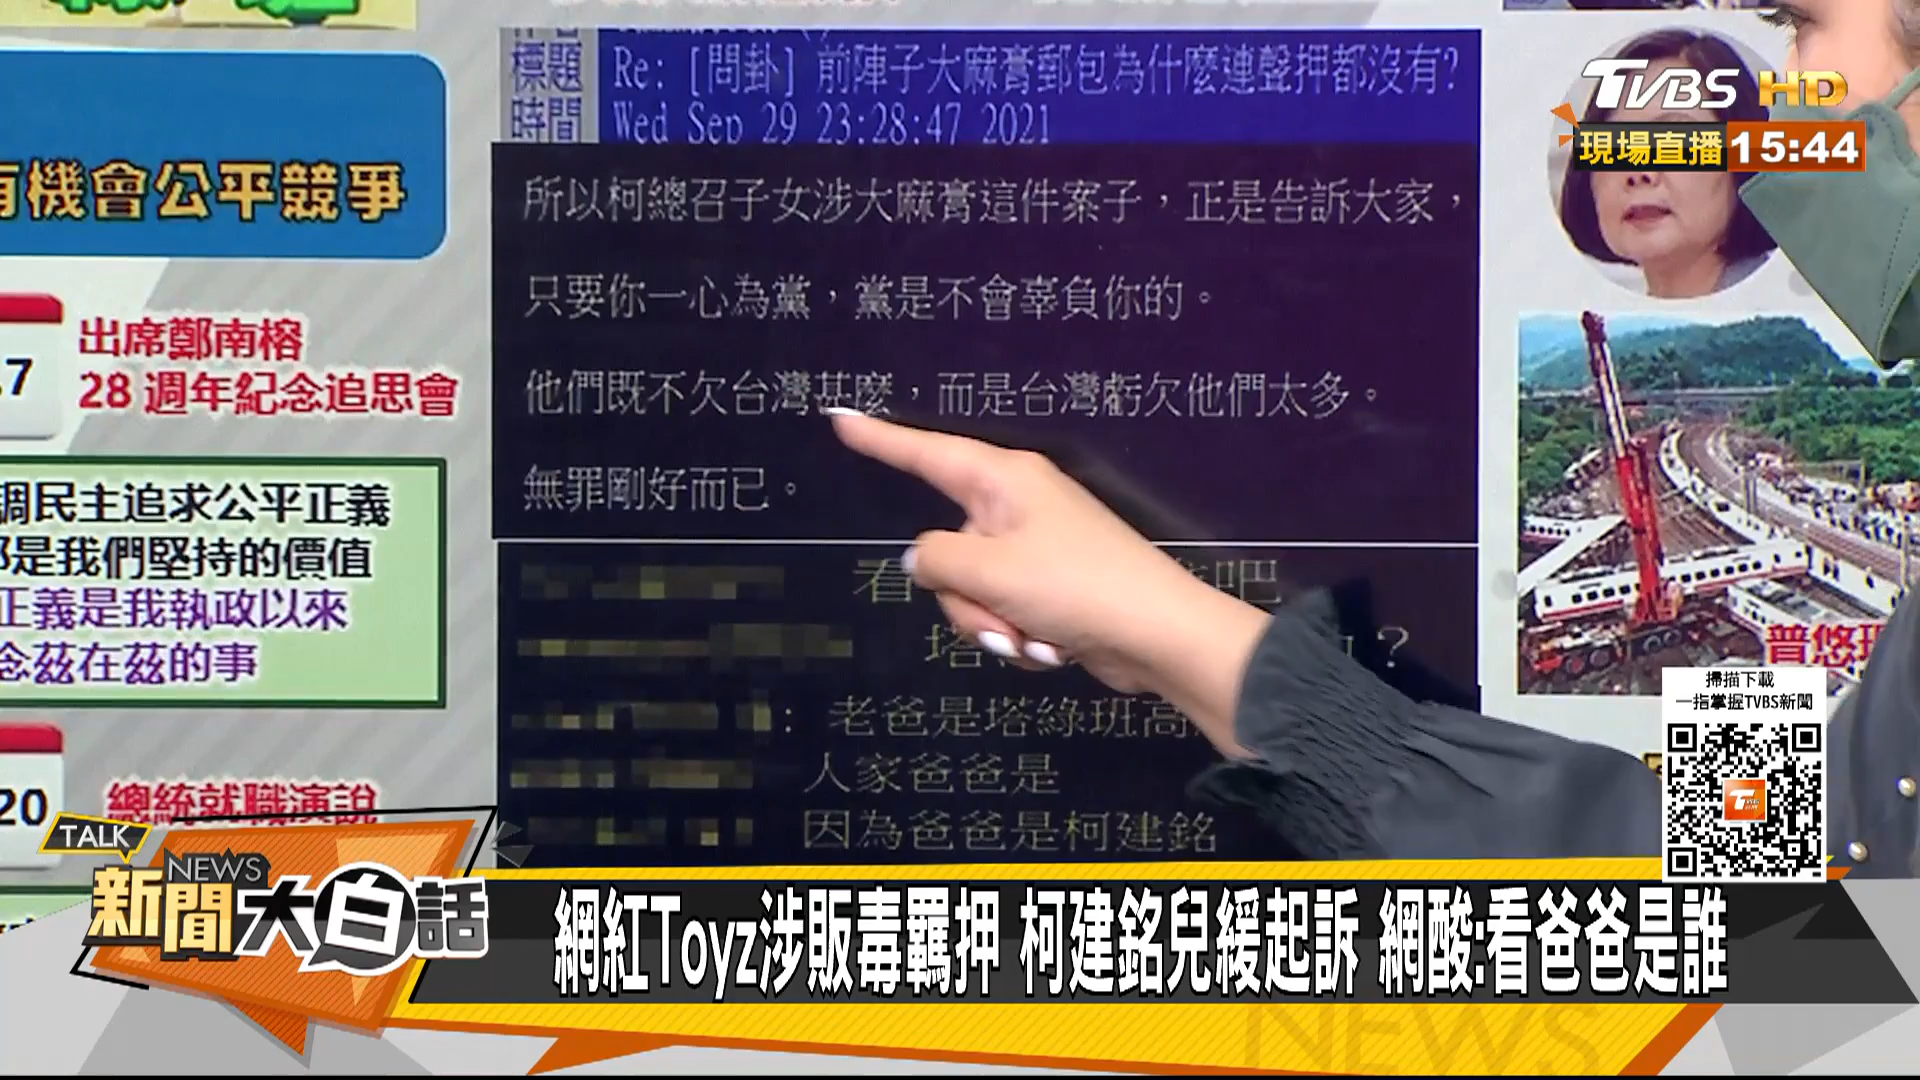 標題 Re: [問卦] 前陣子大麻膏郵包為什麼連聲押都沒有?
時間 Wed Sep 29 23:28:47 2021
TVBS HD
現場直播 15:44
有機會公平競爭
所以柯總召子女涉大麻膏這件案子，正是告訴大家，
只要你一心為黨，黨是不會辜負你的。
他們既不欠台灣甚麼，而是台灣虧欠他們太多。
無罪剛好而已。
.7
出席鄭南榕
28 週年紀念追思會
調民主追求公平正義
都是我們堅持的價值
正義是我執政以來
念茲在茲的事
看
吧
塔
？
: 老爸是塔綠班高
人家爸爸是
因為爸爸是柯建銘
普悠瑪
掃描下載
一指掌握TVBS新聞
20
總統就職演說
TALK
NEWS
新聞大白話
網紅Toyz涉販毒羈押 柯建銘兒緩起訴 網酸:看爸爸是誰
NEWS